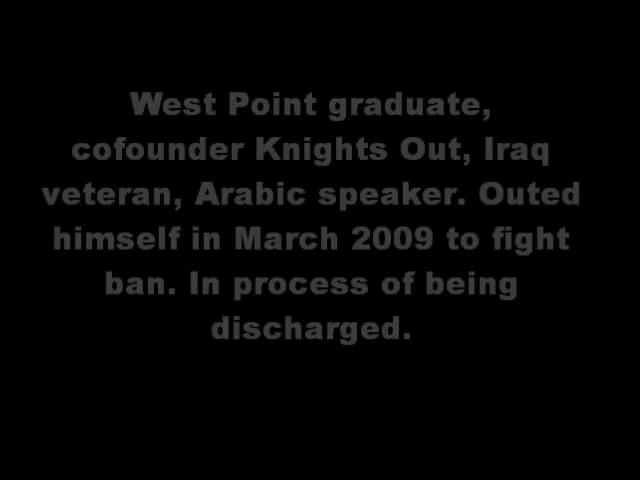 West Point graduate,
cofounder Knights Out, Iraq
veteran, Arabic speaker. Outed
himself in March 2009 to fight
ban. In process of being
discharged.